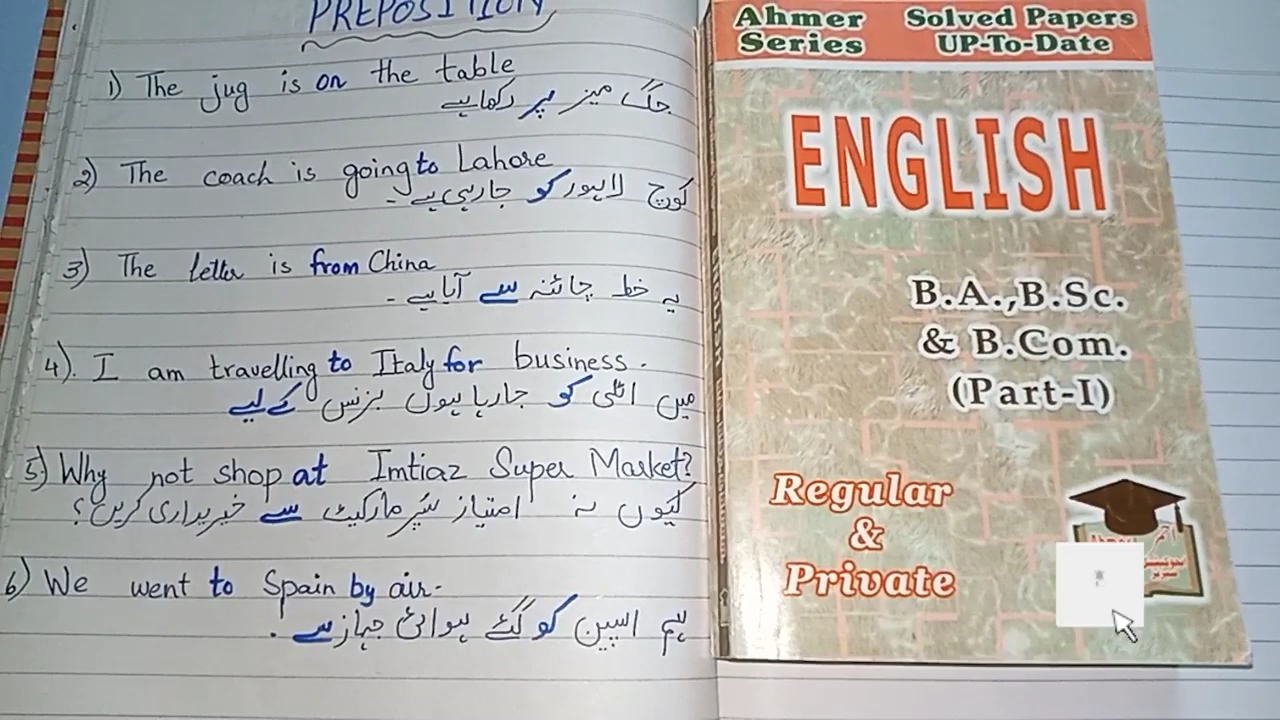 PREPOSITION
1) The jug is on the table
جگ میز پر رکھا ہے
2) The coach is going to Lahore
کوچ لاہور کو جا رہی ہے۔
3) The letter is from China
یہ خط چائنہ سے آیا ہے۔
4). I am travelling to Italy for business.
میں اٹلی کو جا رہا ہوں بزنس کے لیے
5) Why not shop at Imtiaz Super Market?
کیوں نہ امتیاز سپر مارکیٹ سے خریداری کریں؟
6) We went to Spain by air.
ہم اسپین کو گئے ہوائی جہاز سے۔
Ahmer Series
Solved Papers UP-To-Date
ENGLISH
B.A.,B.Sc.
& B.Com.
(Part-I)
Regular
&
Private
احمر